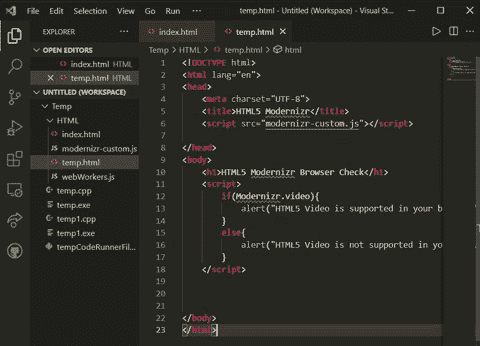 File Edit Selection View Go Run ··· temp.html - Untitled (Workspace) - Visual St...
EXPLORER ···
OPEN EDITORS
index.html HTML
temp.html HTML
UNTITLED (WORKSPACE)
Temp
HTML
index.html
modernizr-custom.js
temp.html
webWorkers.js
temp.cpp
temp.exe
temp1.cpp
temp1.exe
tempCodeRunnerFil...
index.html temp.html
Temp > HTML > temp.html > html
1 <!DOCTYPE html>
2 <html lang="en">
3 <head>
4 <meta charset="UTF-8">
5 <title>HTML5 Modernizr</title>
6 <script src="modernizr-custom.js"></script>
7
8 </head>
9 <body>
10 <h1>HTML5 Modernizr Browser Check</h1>
11 <script>
12 if(Modernizr.video){
13 alert("HTML5 Video is supported in your b
14 }
15 else{
16 alert("HTML5 Video is not supported in yo
17 }
18 </script>
19
20
21
22 </body>
23 </html>